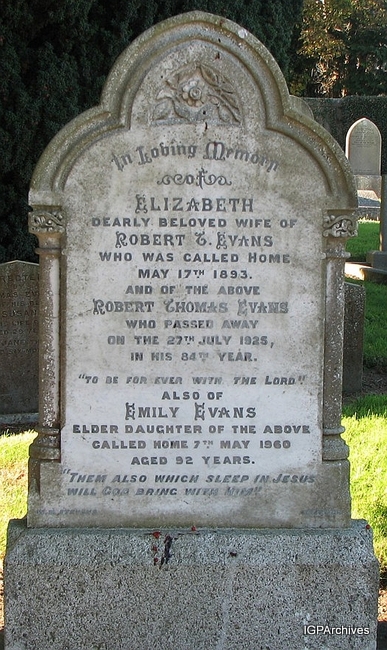 In Loving Memory
of
ELIZABETH
DEARLY BELOVED WIFE OF
ROBERT T. EVANS
WHO WAS CALLED HOME
MAY 17TH 1893.
AND OF THE ABOVE
ROBERT THOMAS EVANS
WHO PASSED AWAY
ON THE 27TH JULY 1925,
IN HIS 84TH YEAR.
"TO BE FOR EVER WITH THE LORD"
ALSO OF
EMILY EVANS
ELDER DAUGHTER OF THE ABOVE
CALLED HOME 7TH MAY 1960
AGED 92 YEARS.
"THEM ALSO WHICH SLEEP IN JESUS
WILL GOD BRING WITH HIM"
IGPArchives